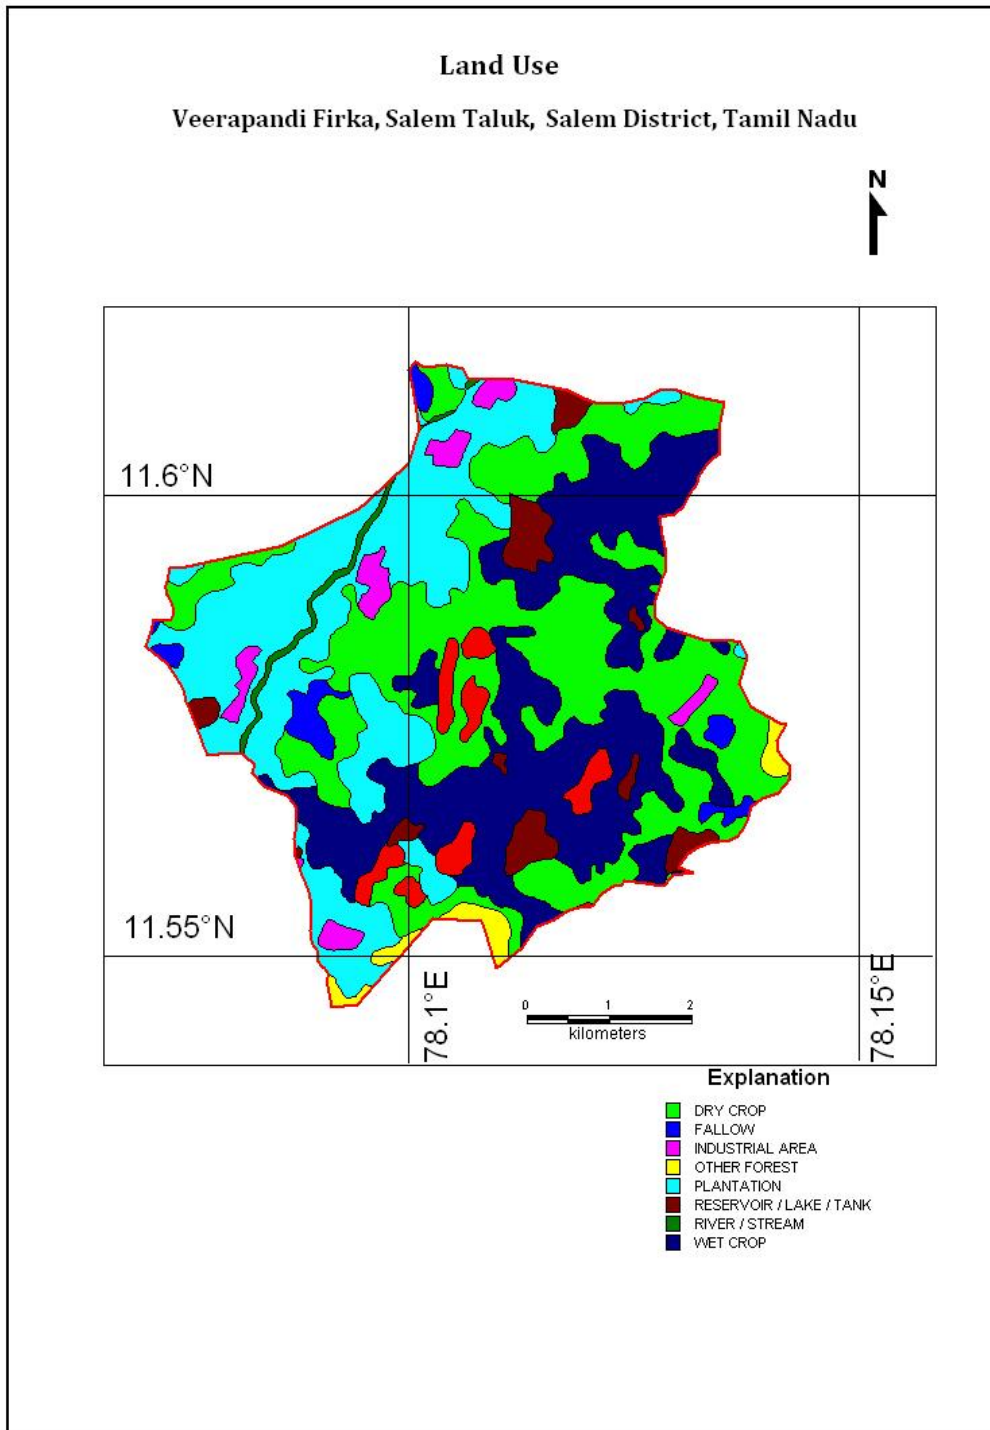 Land Use
Veerapandi Firka, Salem Taluk, Salem District, Tamil Nadu
N
11.6°N
11.55°N
78.1°E
78.15°E
0 1 2
kilometers
Explanation
DRY CROP
FALLOW
INDUSTRIAL AREA
OTHER FOREST
PLANTATION
RESERVOIR / LAKE / TANK
RIVER / STREAM
WET CROP